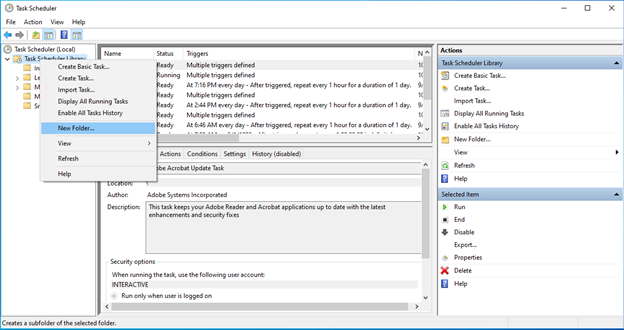 Task Scheduler
File Action View Help
Task Scheduler (Local)
Task Scheduler Library
In
Le
M
M
Sn
Create Basic Task...
Create Task...
Import Task...
Display All Running Tasks
Enable All Tasks History
New Folder...
View
Refresh
Help
Name Status Triggers N
Ready Multiple triggers defined 10
Running Multiple triggers defined
Ready At 7:16 PM every day - After triggered, repeat every 1 hour for a duration of 1 day. 9/
Ready Multiple triggers defined 10
Ready At 2:44 PM every day - After triggered, repeat every 1 hour for a duration of 1 day. 9/
Ready Multiple triggers defined 10
Ready At 6:46 AM every day - After triggered, repeat every 1 hour for a duration of 1 day. 9/
Actions Conditions Settings History (disabled)
obe Acrobat Update Task
Location: \
Author: Adobe Systems Incorporated
Description: This task keeps your Adobe Reader and Acrobat applications up to date with the latest
enhancements and security fixes
Security options
When running the task, use the following user account:
INTERACTIVE
Run only when user is logged on
Actions
Task Scheduler Library
Create Basic Task...
Create Task...
Import Task...
Display All Running Tasks
Enable All Tasks History
New Folder...
View
Refresh
Help
Selected Item
Run
End
Disable
Export...
Properties
Delete
Help
Creates a subfolder of the selected folder.